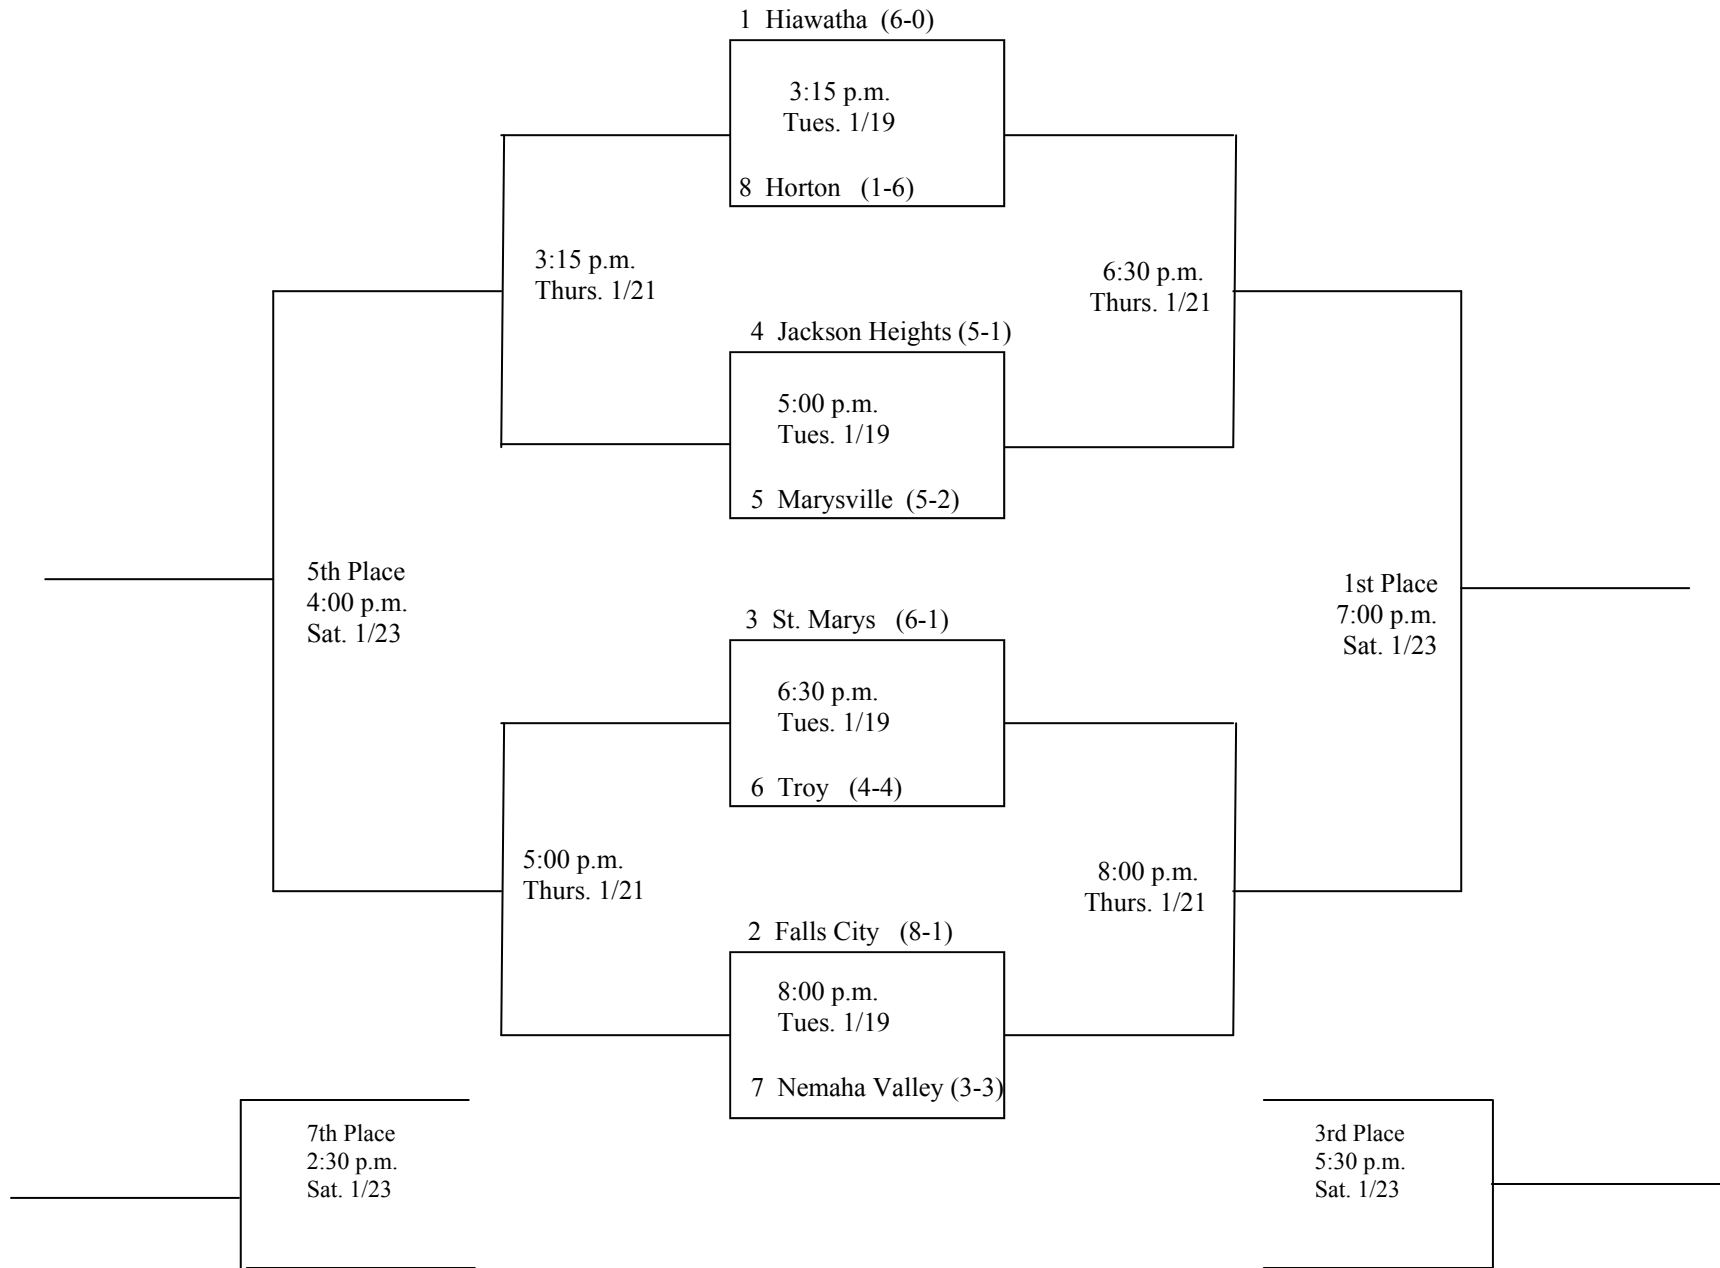 1 Hiawatha (6-0)
3:15 p.m.
Tues. 1/19
8 Horton (1-6)
3:15 p.m.
Thurs. 1/21
6:30 p.m.
Thurs. 1/21
4 Jackson Heights (5-1)
5:00 p.m.
Tues. 1/19
5 Marysville (5-2)
5th Place
4:00 p.m.
Sat. 1/23
1st Place
7:00 p.m.
Sat. 1/23
3 St. Marys (6-1)
6:30 p.m.
Tues. 1/19
6 Troy (4-4)
5:00 p.m.
Thurs. 1/21
8:00 p.m.
Thurs. 1/21
2 Falls City (8-1)
8:00 p.m.
Tues. 1/19
7 Nemaha Valley (3-3)
7th Place
2:30 p.m.
Sat. 1/23
3rd Place
5:30 p.m.
Sat. 1/23